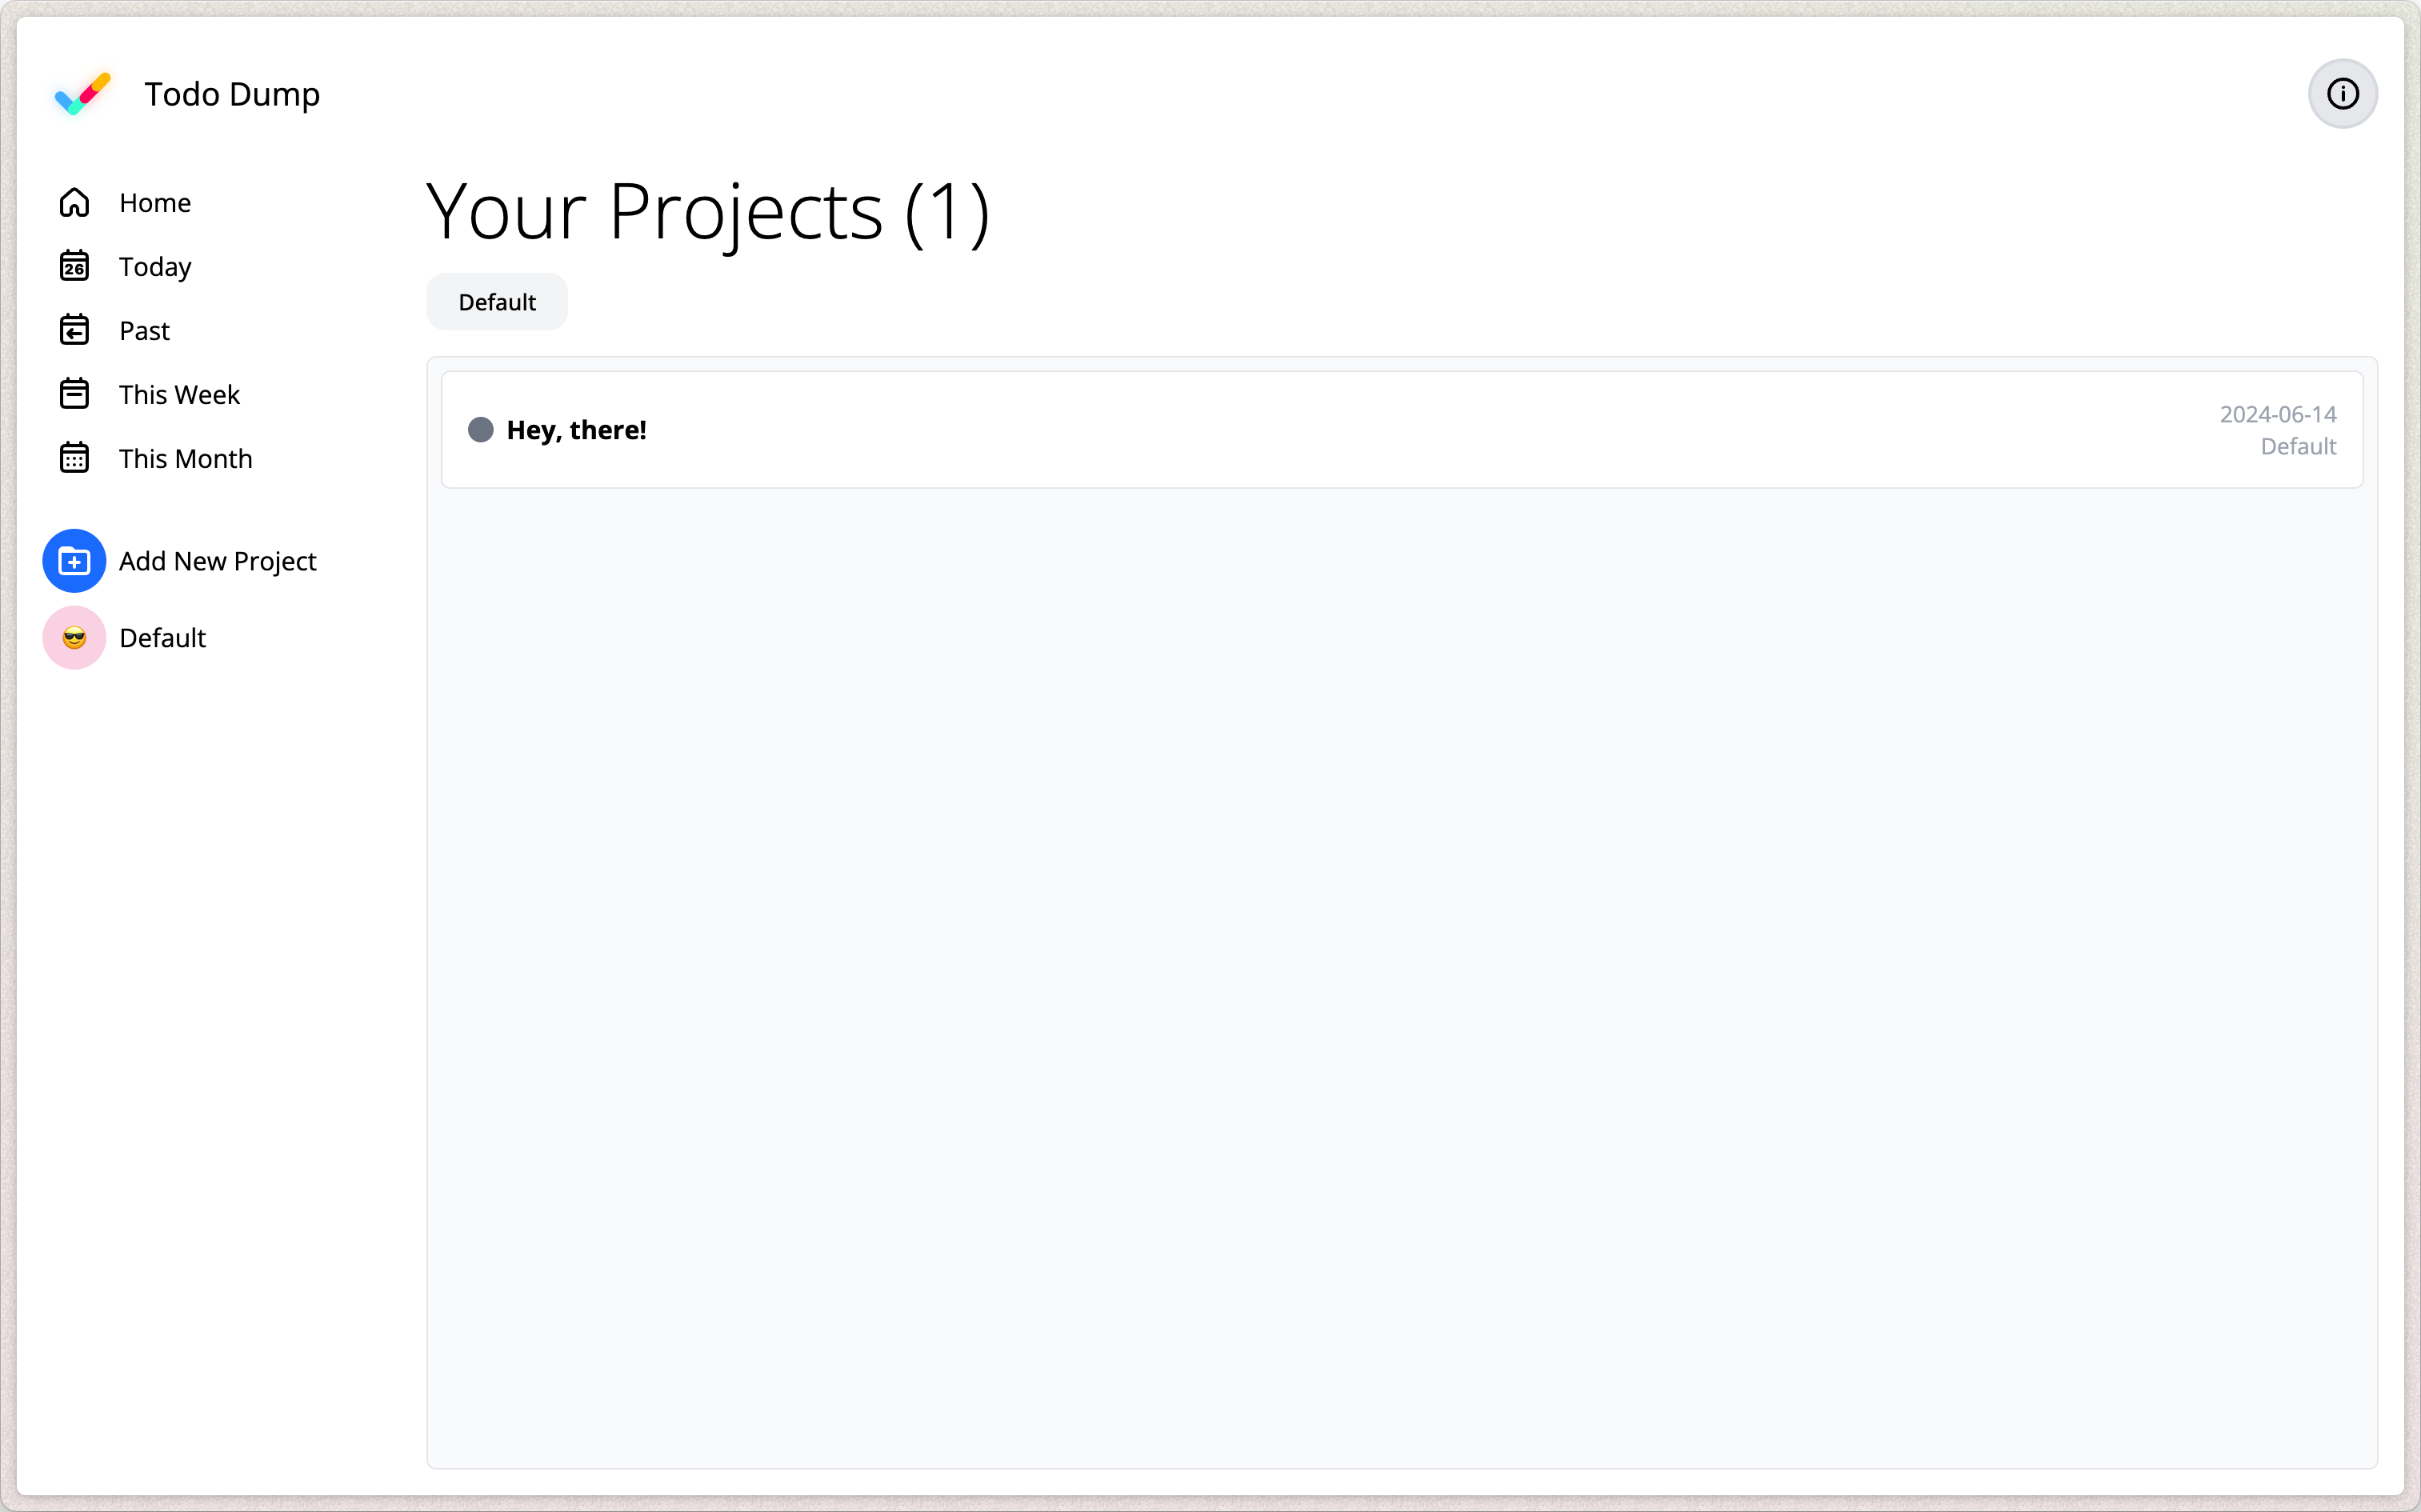 Todo Dump
Home
26
Today
Past
This Week
This Month
Add New Project
Default
Your Projects (1)
Default
Hey, there!
2024-06-14
Default